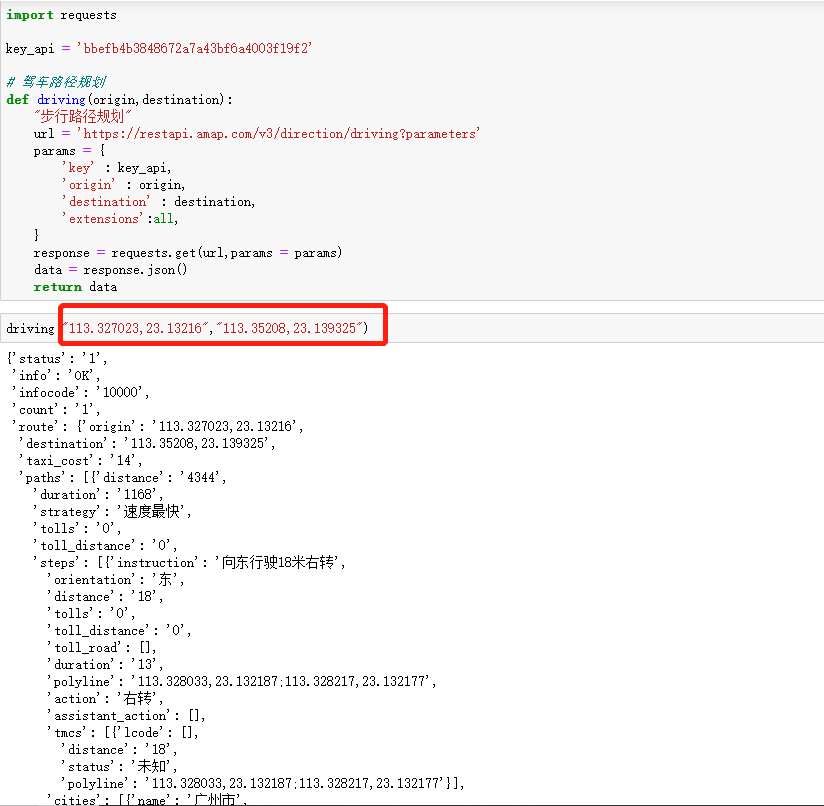 import requests
key_api = 'bbefb4b3848672a7a43bf6a4003f19f2'
# 驾车路径规划
def driving(origin,destination):
    "步行路径规划"
    url = 'https://restapi.amap.com/v3/direction/driving?parameters'
    params = {
        'key' : key_api,
        'origin' : origin,
        'destination' : destination,
        'extensions':all,
    }
    response = requests.get(url,params = params)
    data = response.json()
    return data
driving "113.327023,23.13216","113.35208,23.139325")
{'status': '1',
 'info': 'OK',
 'infocode': '10000',
 'count': '1',
 'route': {'origin': '113.327023,23.13216',
  'destination': '113.35208,23.139325',
  'taxi_cost': '14',
  'paths': [{'distance': '4344',
    'duration': '1168',
    'strategy': '速度最快',
    'tolls': '0',
    'toll_distance': '0',
    'steps': [{'instruction': '向东行驶18米右转',
      'orientation': '东',
      'distance': '18',
      'tolls': '0',
      'toll_distance': '0',
      'toll_road': [],
      'duration': '13',
      'polyline': '113.328033,23.132187;113.328217,23.132177',
      'action': '右转',
      'assistant_action': [],
      'tmcs': [{'lcode': [],
        'distance': '18',
        'status': '未知',
        'polyline': '113.328033,23.132187;113.328217,23.132177'}],
      'cities': [{'name': '广州市',